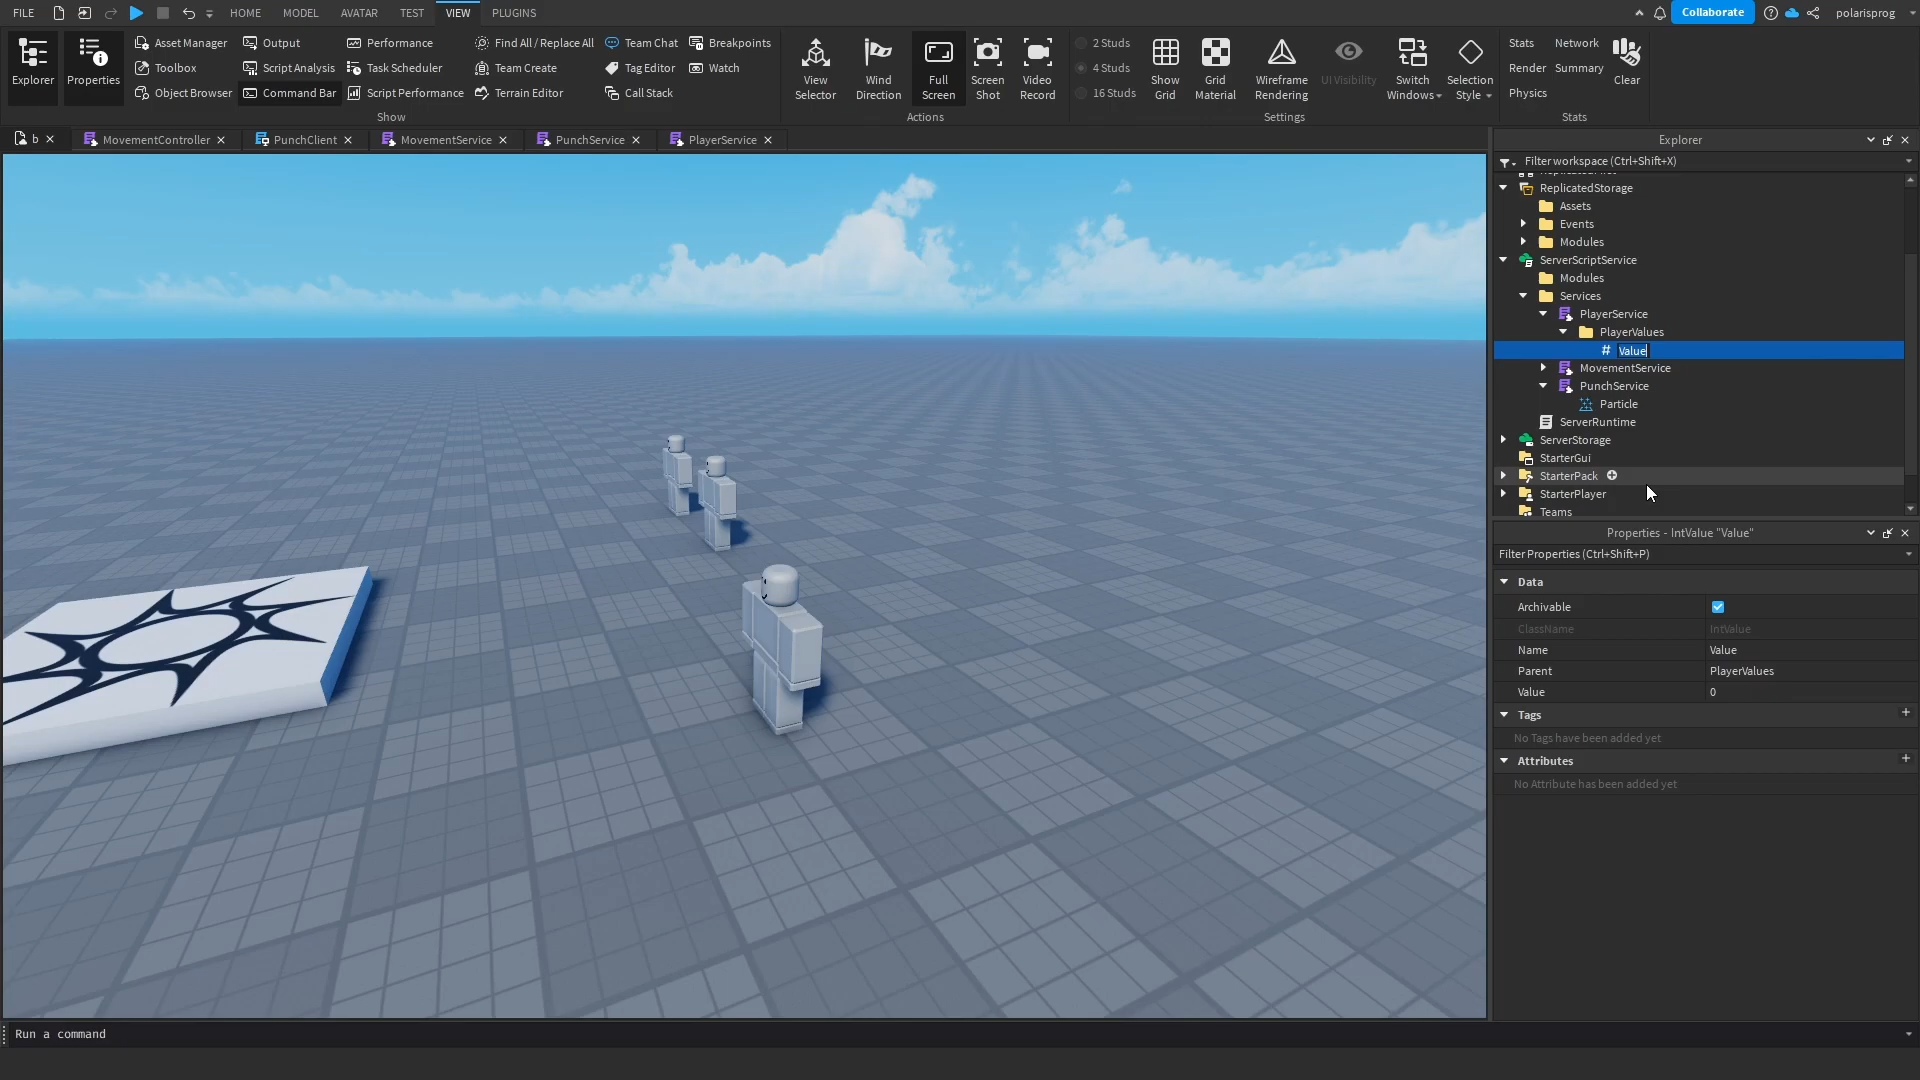 FILE
HOME
MODEL
AVATAR
TEST
VIEW
PLUGINS
Collaborate
polarisprog
Explorer
Properties
Asset Manager
Toolbox
Object Browser
Output
Script Analysis
Command Bar
Performance
Task Scheduler
Script Performance
Find All / Replace All
Team Create
Terrain Editor
Team Chat
Tag Editor
Call Stack
Breakpoints
Watch
Show
View
Selector
Wind
Direction
Full
Screen
Screen
Shot
Video
Record
Actions
2 Studs
4 Studs
16 Studs
Show
Grid
Grid
Material
Wireframe
Rendering
UI Visibility
Switch
Windows
Selection
Style
Settings
Stats
Network
Render
Summary
Physics
Clear
Stats
b
MovementController
PunchClient
MovementService
PunchService
PlayerService
Explorer
Filter workspace (Ctrl+Shift+X)
ReplicatedStorage
Assets
Events
Modules
ServerScriptService
Modules
Services
PlayerService
PlayerValues
# Value
MovementService
PunchService
Particle
ServerRuntime
ServerStorage
StarterGui
StarterPack
StarterPlayer
Teams
Properties - IntValue "Value"
Filter Properties (Ctrl+Shift+P)
Data
Archivable
ClassName IntValue
Name Value
Parent PlayerValues
Value 0
Tags
No Tags have been added yet
Attributes
No Attribute has been added yet
Run a command